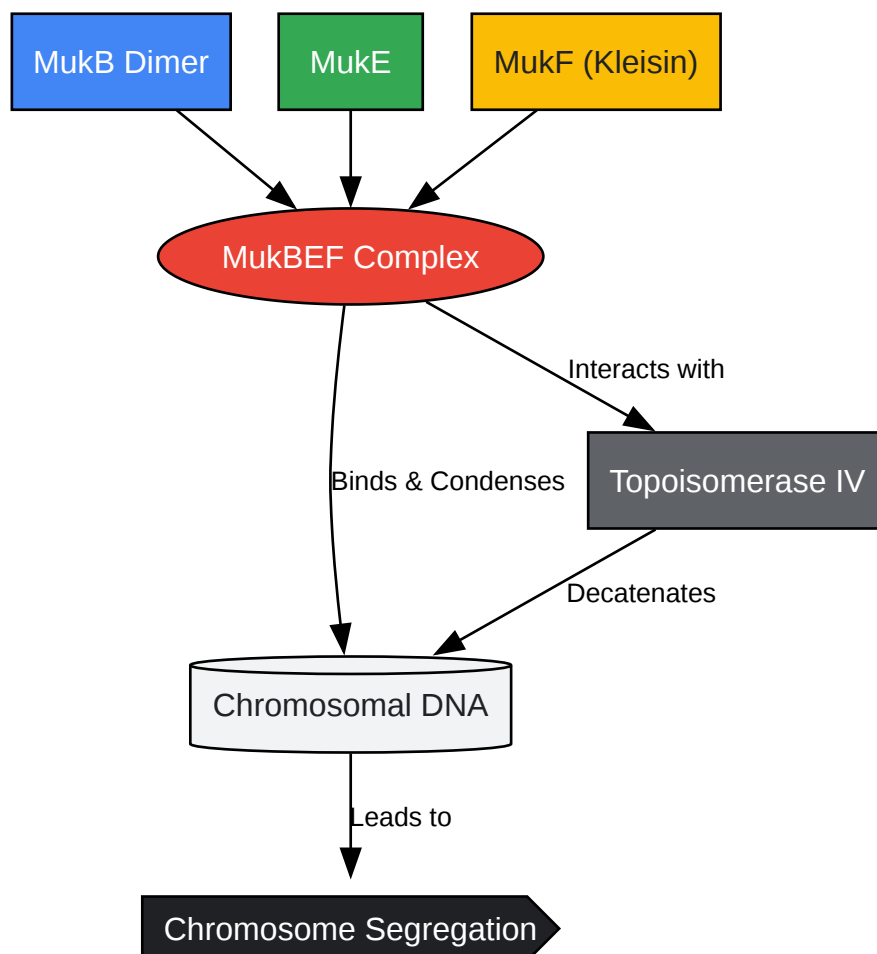 MukB Dimer
MukE
MukF (Kleisin)
MukBEF Complex
Interacts with
Binds & Condenses
Topoisomerase IV
Decatenates
Chromosomal DNA
Leads to
Chromosome Segregation